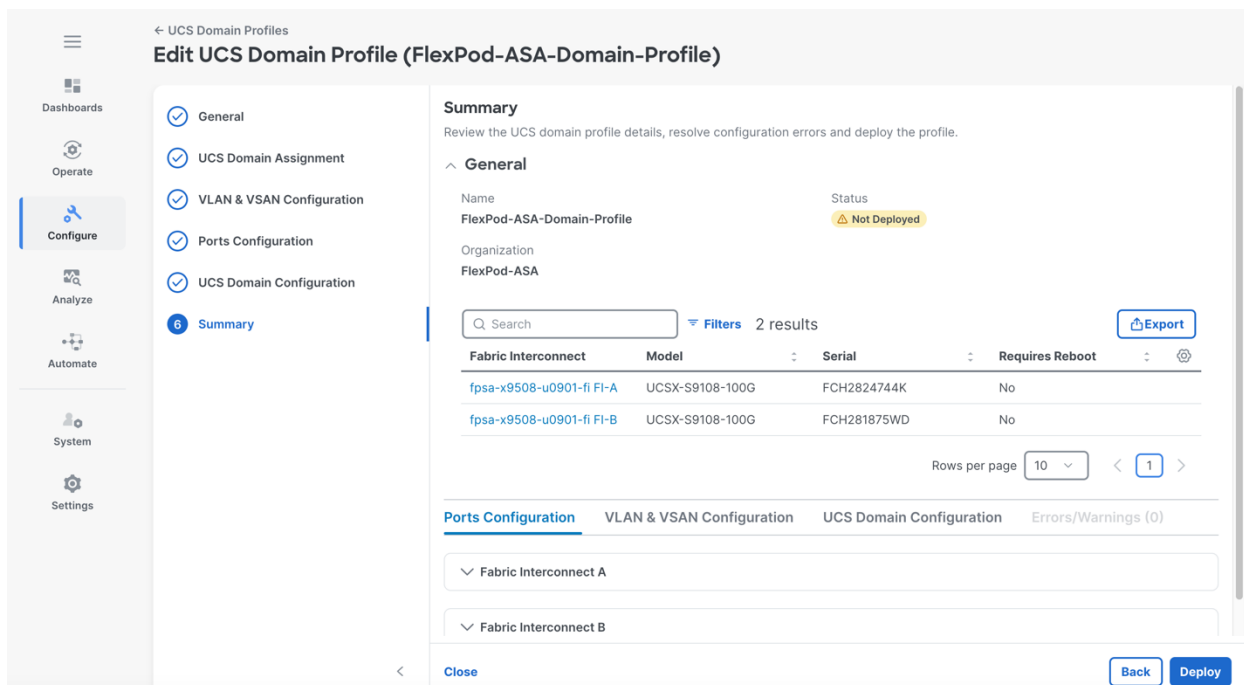 ← UCS Domain Profiles
Edit UCS Domain Profile (FlexPod-ASA-Domain-Profile)
Dashboards
Operate
Configure
Analyze
Automate
System
Settings
General
UCS Domain Assignment
VLAN & VSAN Configuration
Ports Configuration
UCS Domain Configuration
6 Summary
Summary
Review the UCS domain profile details, resolve configuration errors and deploy the profile.
General
Name Status
FlexPod-ASA-Domain-Profile Not Deployed
Organization
FlexPod-ASA
Search Filters 2 results Export
Fabric Interconnect Model Serial Requires Reboot
fpsa-x9508-u0901-fi FI-A UCSX-S9108-100G FCH2824744K No
fpsa-x9508-u0901-fi FI-B UCSX-S9108-100G FCH281875WD No
Rows per page 10 1
Ports Configuration VLAN & VSAN Configuration UCS Domain Configuration Errors/Warnings (0)
Fabric Interconnect A
Fabric Interconnect B
Close Back Deploy